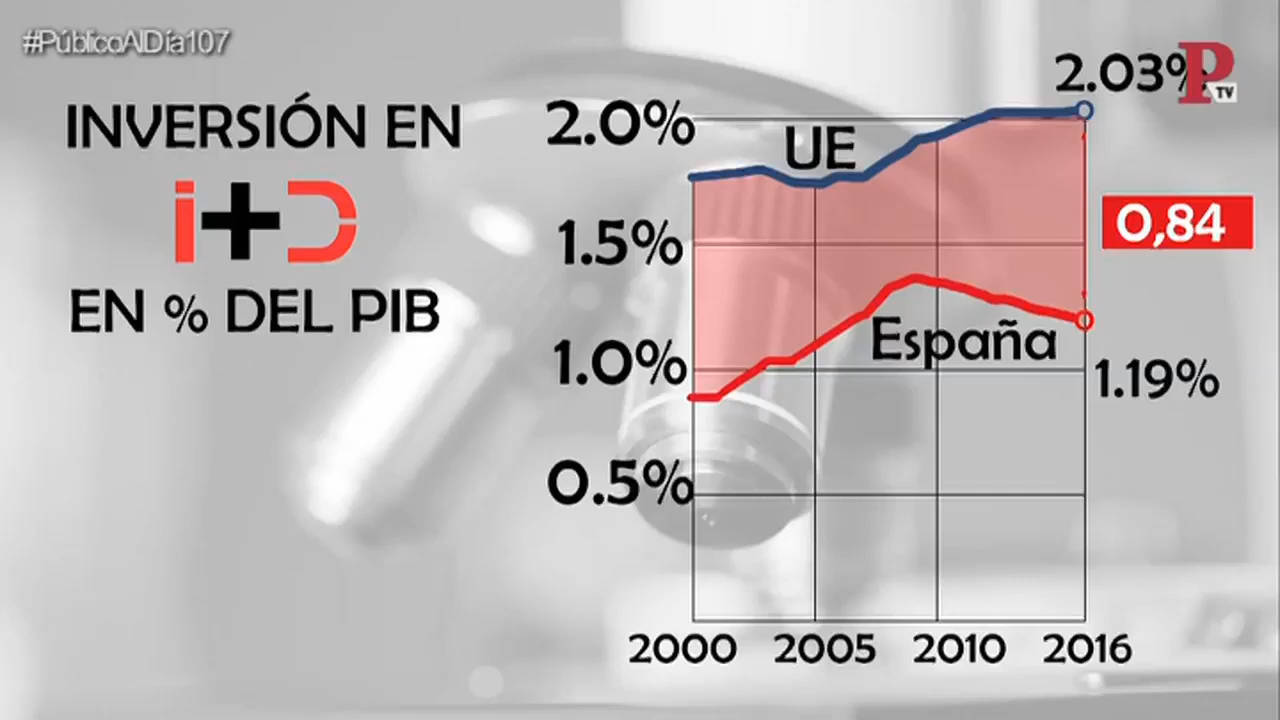 #PúblicoAlDía107
INVERSIÓN EN
i+D
EN % DEL PIB
2.03%
P
TV
2.0%
UE
1.5%
0,84
España
1.0%
1.19%
0.5%
2000 2005 2010 2016